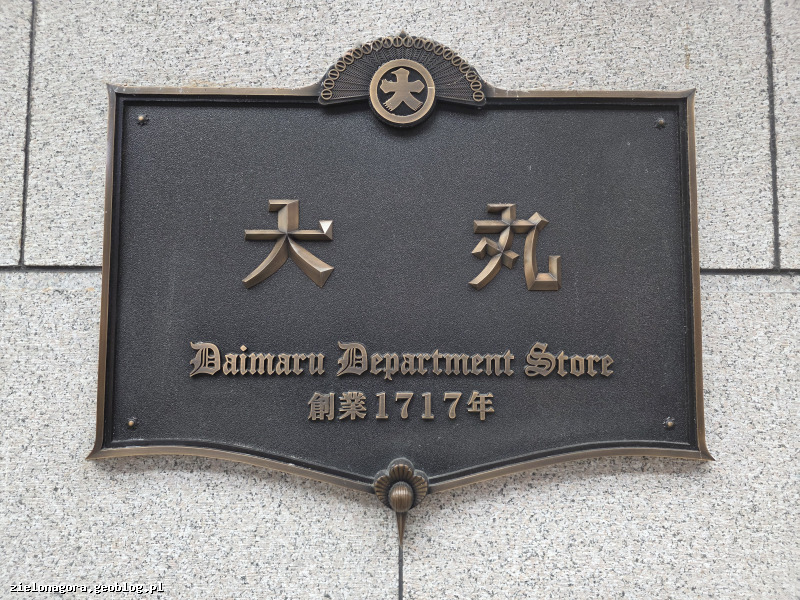 大
大丸
Daimaru Department Store
創業1717年
zielonagora.geoblog.pl